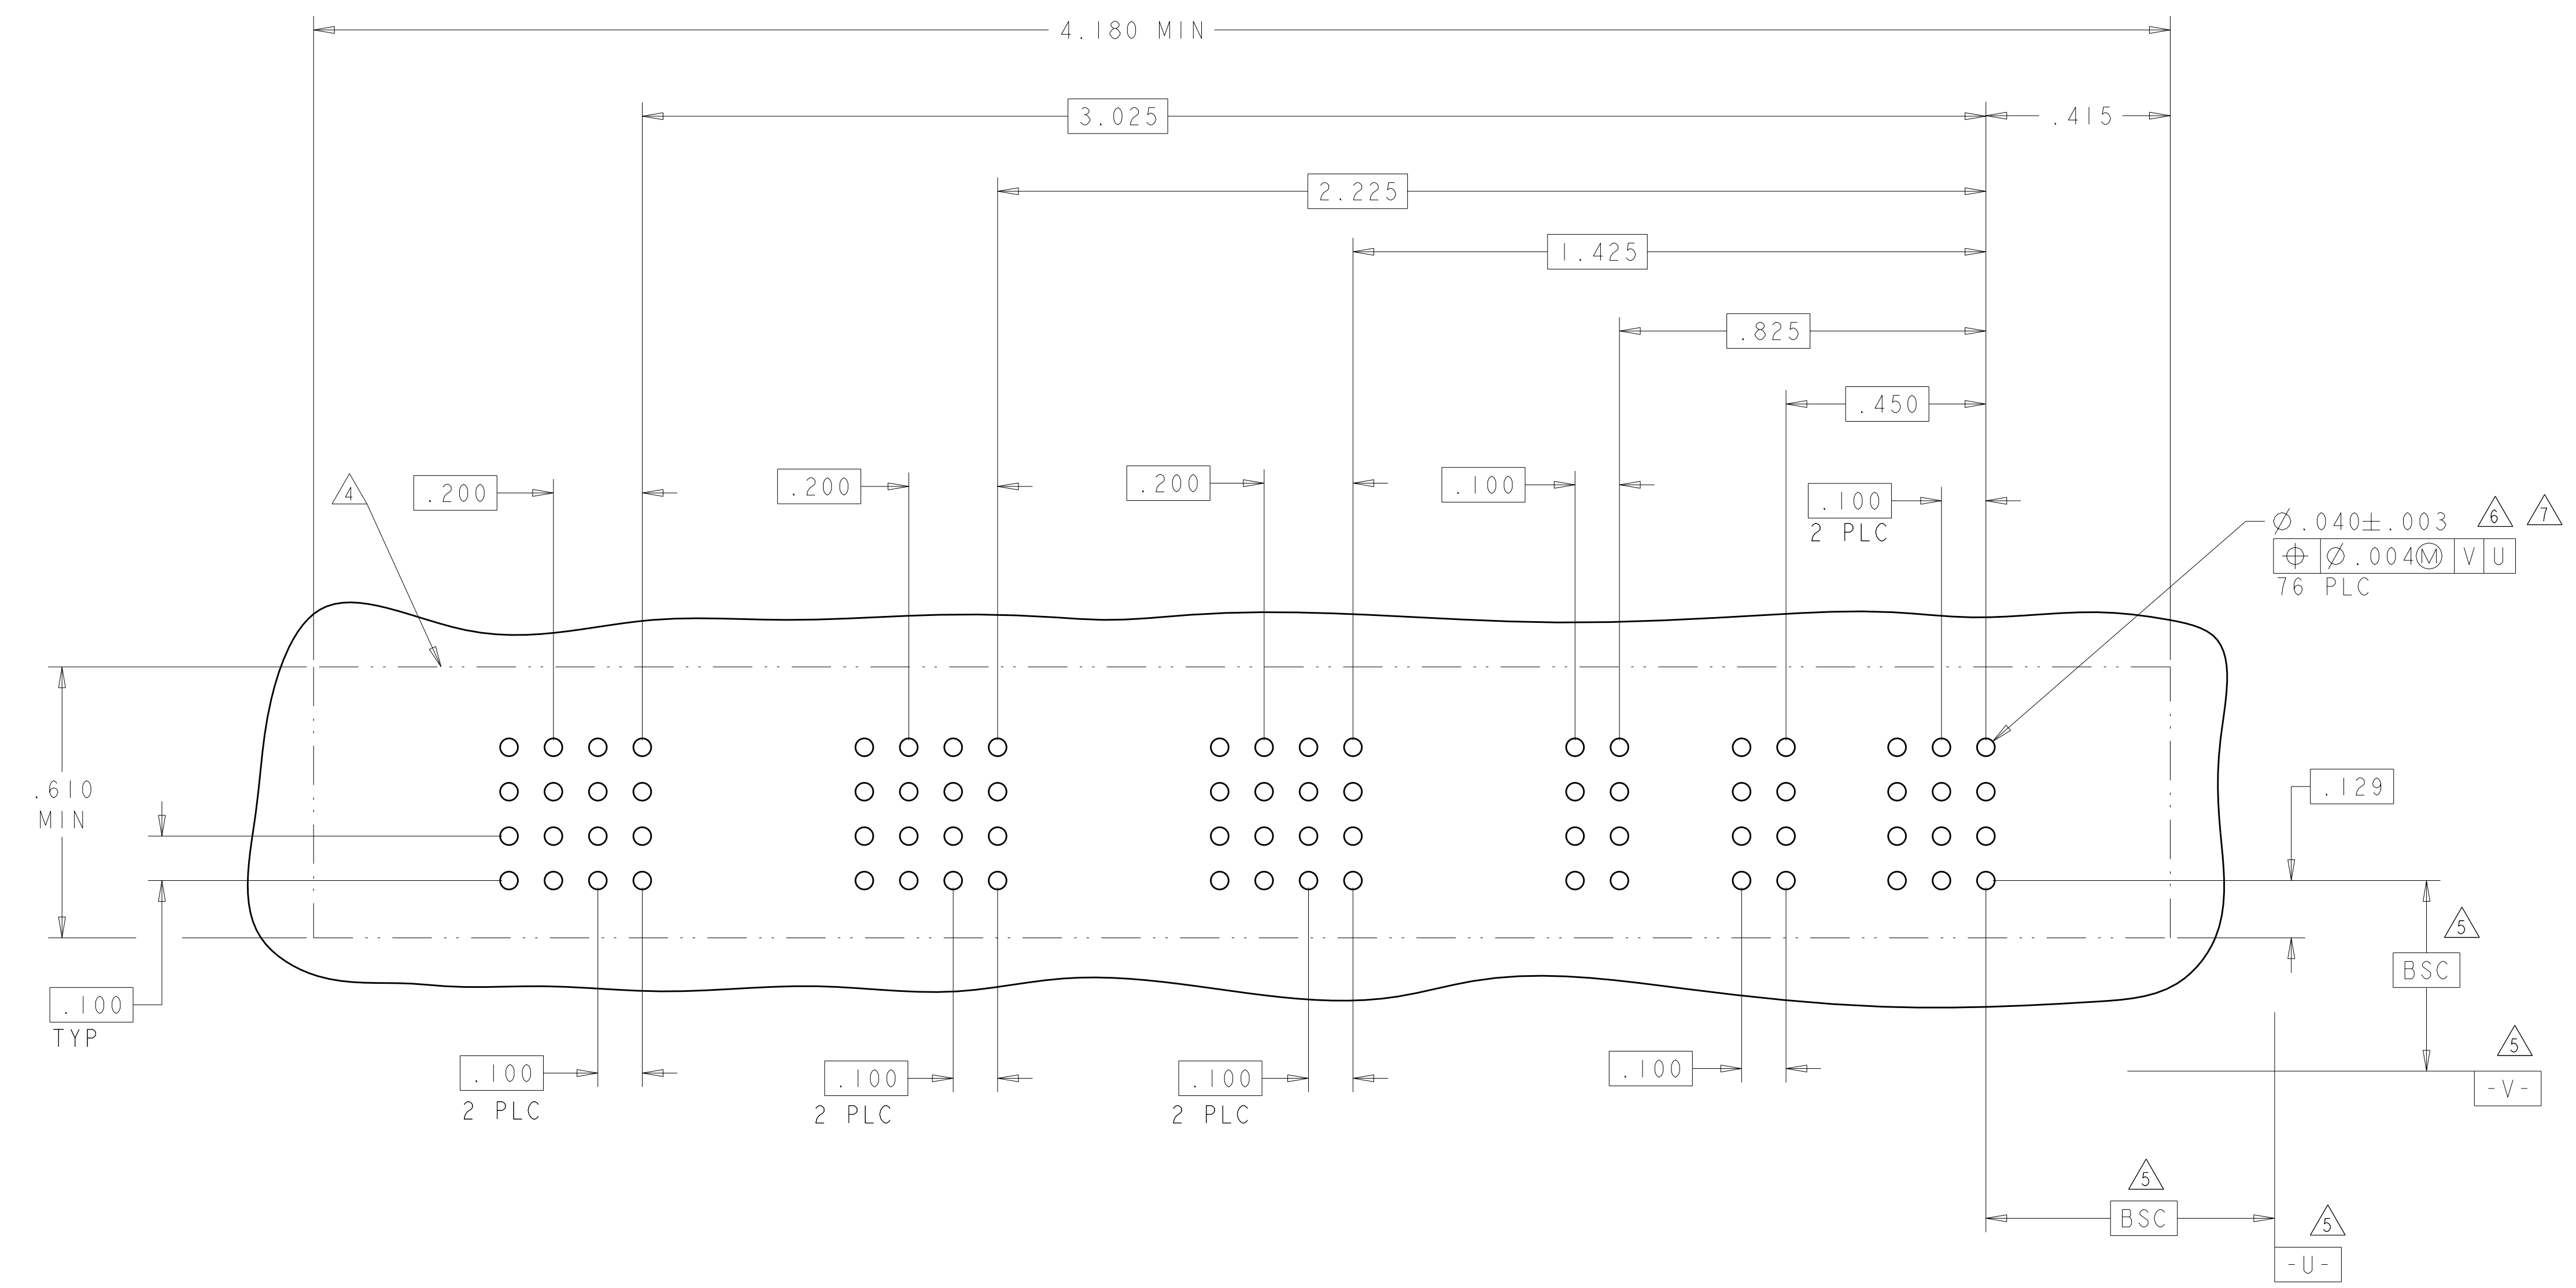 4.180 MIN
3.025
.415
2.225
1.425
.825
.450
4
.200
.200
.200
.100
.100
2 PLC
⌀.040±.003 6 7
⌖ ⌀.004Ⓜ V U
76 PLC
.610
MIN
.129
5
BSC
.100
TYP
.100
2 PLC
.100
2 PLC
.100
2 PLC
.100
5
-V-
5
BSC
5
-U-